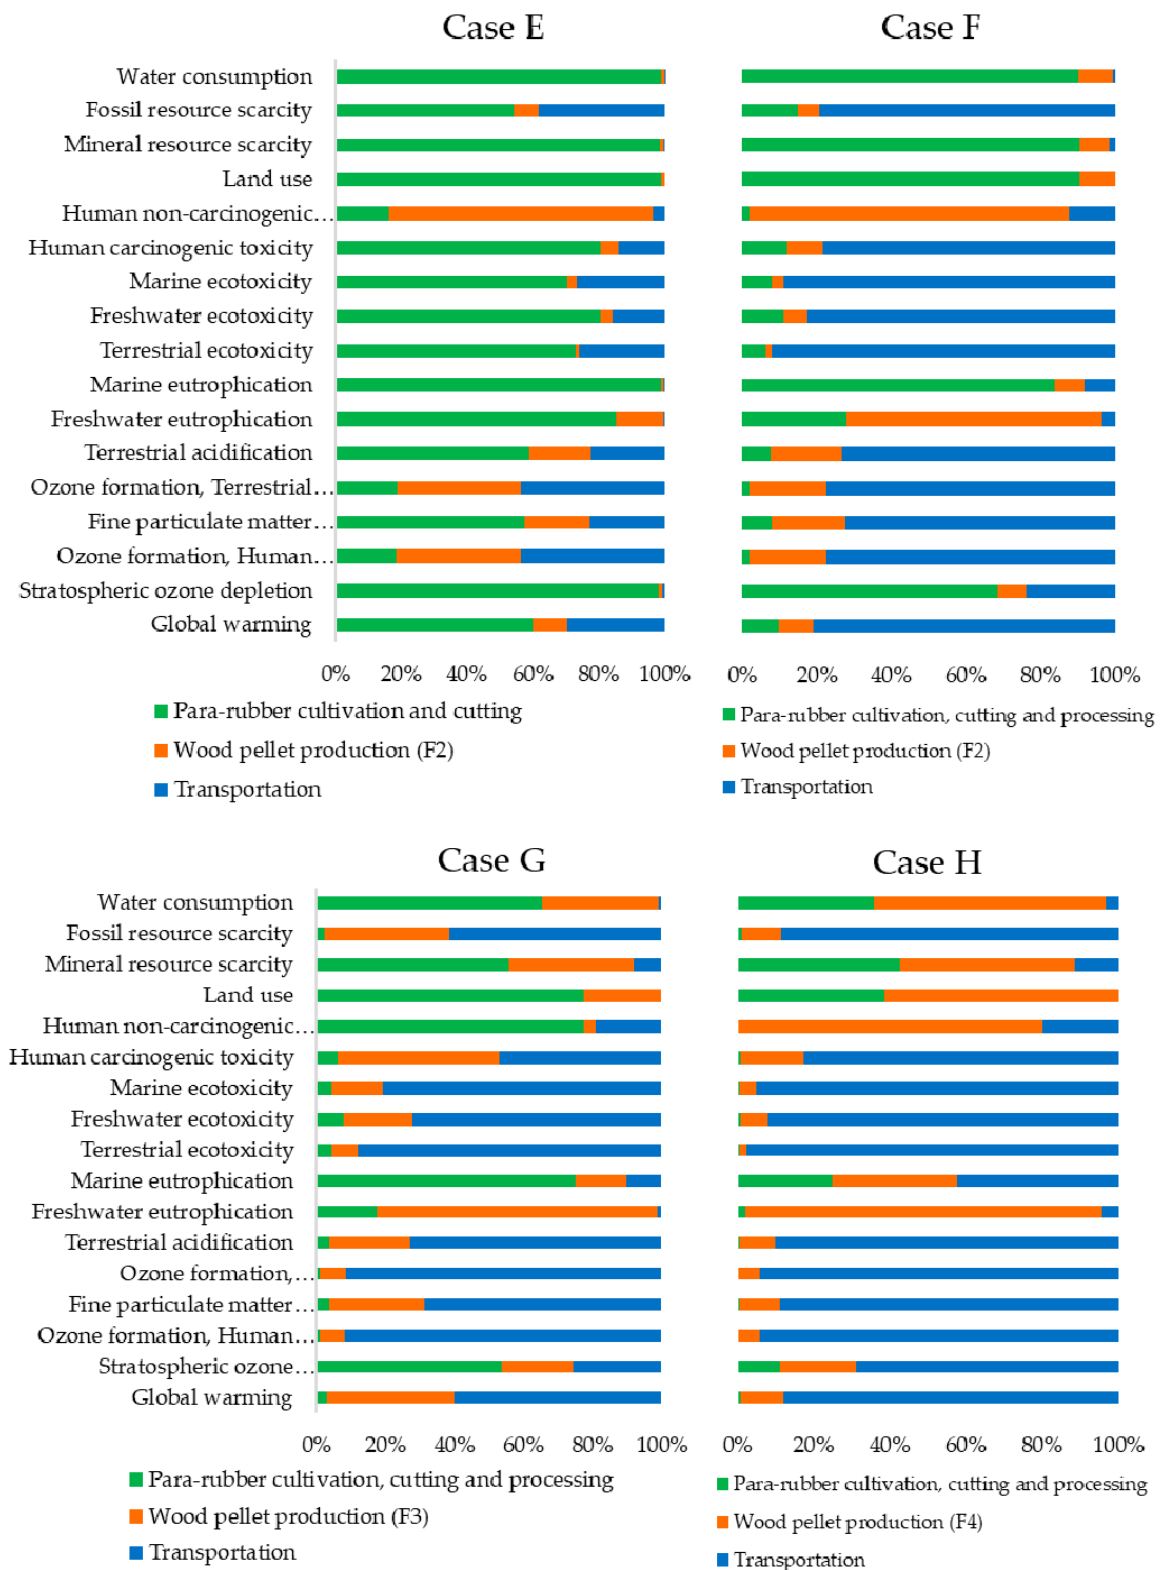 Case E
Case F
Water consumption
Fossil resource scarcity
Mineral resource scarcity
Land use
Human non-carcinogenic…
Human carcinogenic toxicity
Marine ecotoxicity
Freshwater ecotoxicity
Terrestrial ecotoxicity
Marine eutrophication
Freshwater eutrophication
Terrestrial acidification
Ozone formation, Terrestrial…
Fine particulate matter…
Ozone formation, Human…
Stratospheric ozone depletion
Global warming
0% 20% 40% 60% 80% 100%
0% 20% 40% 60% 80% 100%
Para-rubber cultivation and cutting
Wood pellet production (F2)
Transportation
Para-rubber cultivation, cutting and processing
Wood pellet production (F2)
Transportation
Case G
Case H
Water consumption
Fossil resource scarcity
Mineral resource scarcity
Land use
Human non-carcinogenic…
Human carcinogenic toxicity
Marine ecotoxicity
Freshwater ecotoxicity
Terrestrial ecotoxicity
Marine eutrophication
Freshwater eutrophication
Terrestrial acidification
Ozone formation,…
Fine particulate matter…
Ozone formation, Human…
Stratospheric ozone…
Global warming
0% 20% 40% 60% 80% 100%
0% 20% 40% 60% 80% 100%
Para-rubber cultivation, cutting and processing
Wood pellet production (F3)
Transportation
Para-rubber cultivation, cutting and processing
Wood pellet production (F4)
Transportation